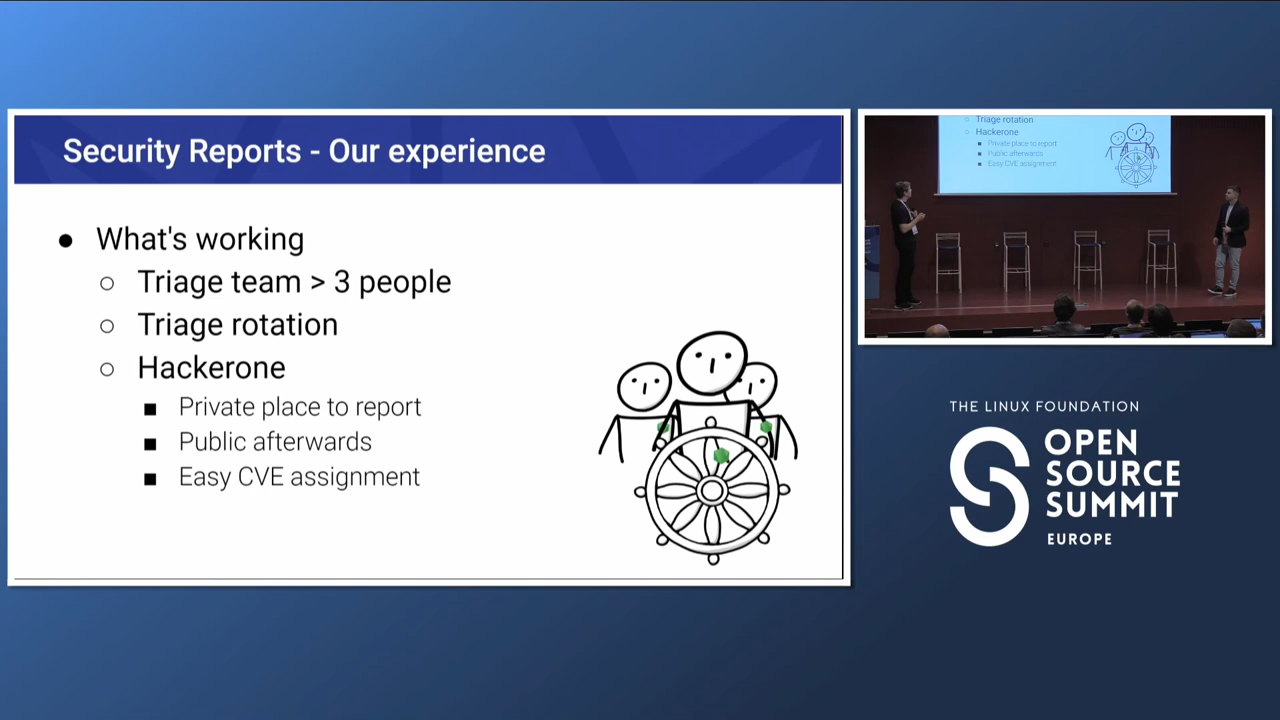 Security Reports - Our experience
● What's working
○ Triage team > 3 people
○ Triage rotation
○ Hackerone
■ Private place to report
■ Public afterwards
■ Easy CVE assignment
○ Triage rotation
○ Hackerone
■ Private place to report
■ Public afterwards
■ Easy CVE assignment
THE LINUX FOUNDATION
OPEN
SOURCE
SUMMIT
EUROPE